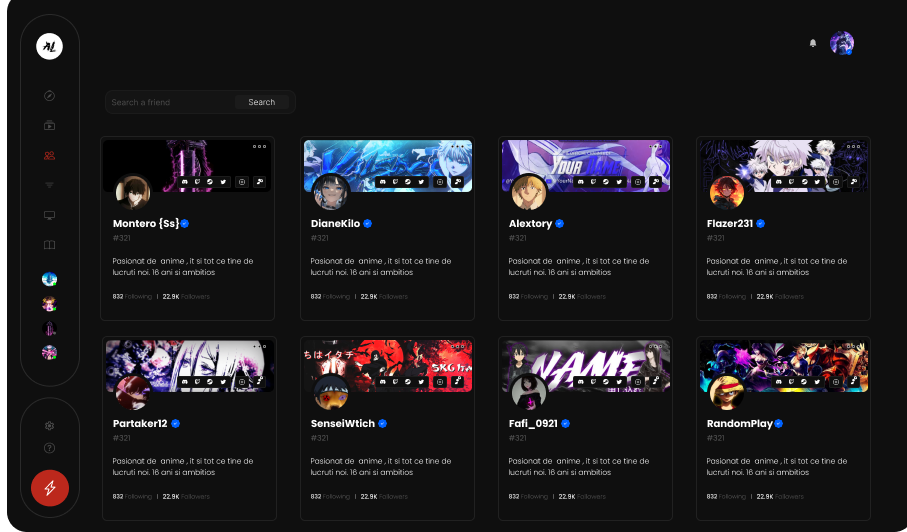 AL
Search a friend
Search
YOUR NAME
Montero {Ss}
#321
Pasionat de anime , it si tot ce tine de
lucruti noi. 16 ani si ambitios
832 Following | 22.9K Followers
DianeKilo
#321
Pasionat de anime , it si tot ce tine de
lucruti noi. 16 ani si ambitios
832 Following | 22.9K Followers
Alextory
#321
Pasionat de anime , it si tot ce tine de
lucruti noi. 16 ani si ambitios
832 Following | 22.9K Followers
Flazer231
#321
Pasionat de anime , it si tot ce tine de
lucruti noi. 16 ani si ambitios
832 Following | 22.9K Followers
ちはイタチ
NAME
Partaker12
#321
Pasionat de anime , it si tot ce tine de
lucruti noi. 16 ani si ambitios
832 Following | 22.9K Followers
SenseiWtich
#321
Pasionat de anime , it si tot ce tine de
lucruti noi. 16 ani si ambitios
832 Following | 22.9K Followers
Fafi_0921
#321
Pasionat de anime , it si tot ce tine de
lucruti noi. 16 ani si ambitios
832 Following | 22.9K Followers
RandomPlay
#321
Pasionat de anime , it si tot ce tine de
lucruti noi. 16 ani si ambitios
832 Following | 22.9K Followers